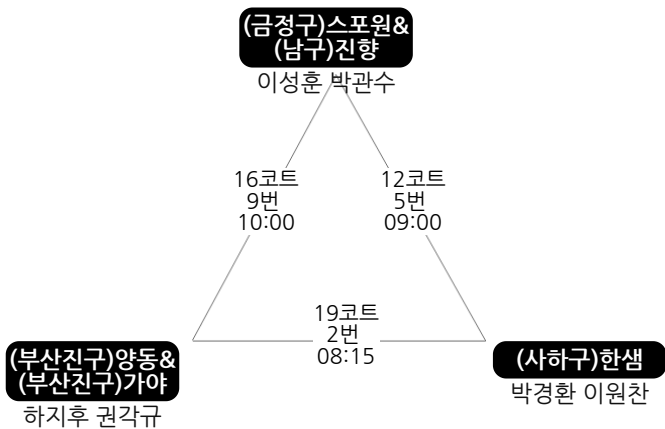 (금정구)스포원&
(남구)진향
이성훈 박관수
16코트
9번
10:00
12코트
5번
09:00
19코트
2번
08:15
(부산진구)양동&
(부산진구)가야
하지후 권각규
(사하구)한샘
박경환 이원찬